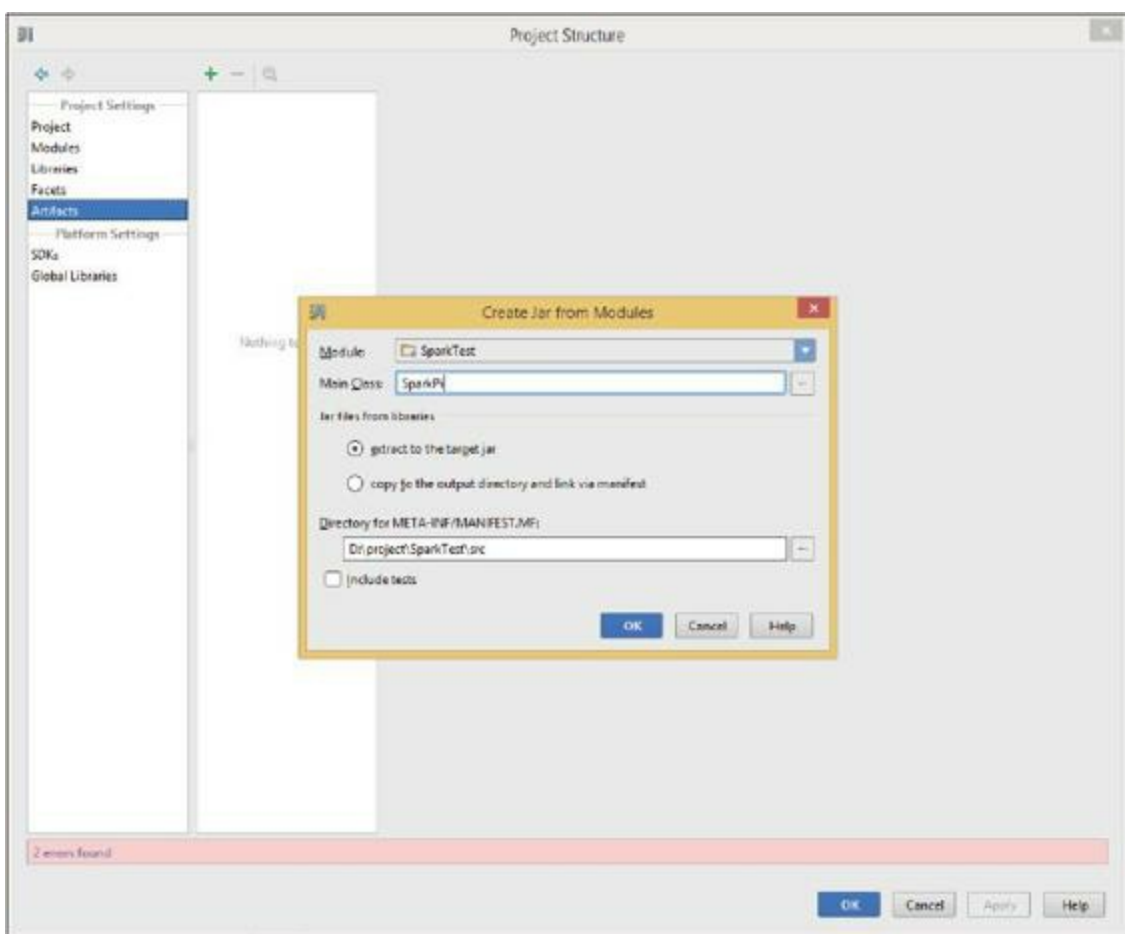 Project Structure
Project Settings
Project
Modules
Libraries
Facets
Artifacts
Platform Settings
SDKs
Global Libraries
Nothing to
Create Jar from Modules
Module: SparkTest
Main Class: SparkPi
Jar files from libraries
extract to the target jar
copy to the output directory and link via manifest
Directory for META-INF/MANIFEST.MF:
D:\project\SparkTest\src
Include tests
OK Cancel Help
2 errors found
OK Cancel Apply Help